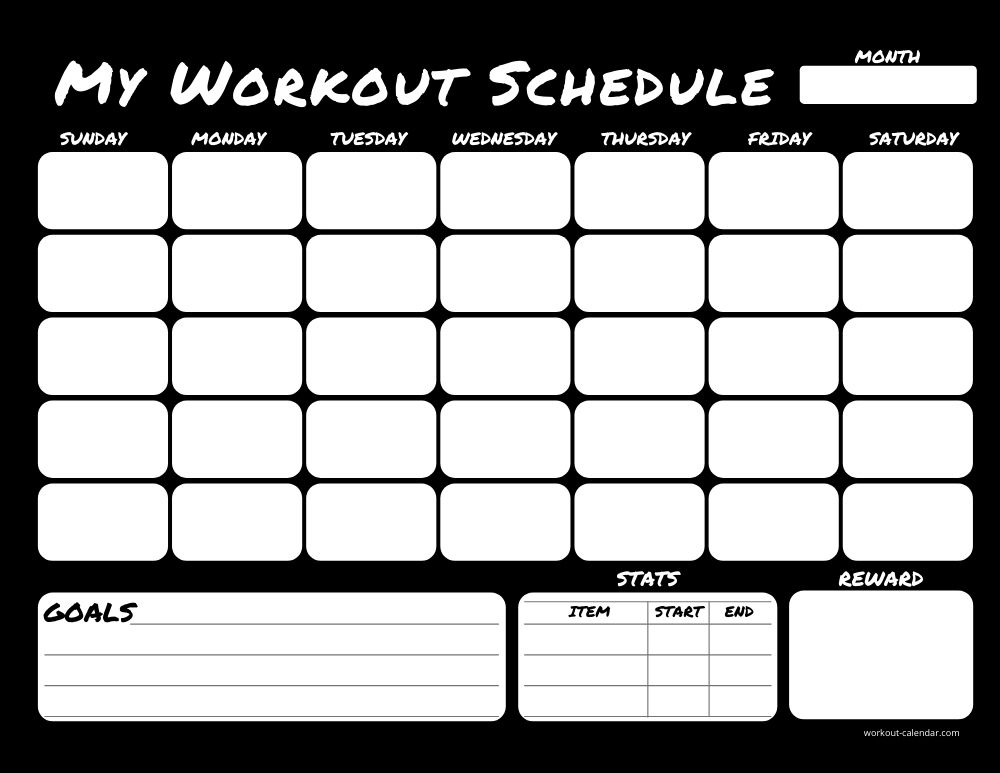 MY WORKOUT SCHEDULE
MONTH
SUNDAY MONDAY TUESDAY WEDNESDAY THURSDAY FRIDAY SATURDAY
STATS
REWARD
GOALS
ITEM START END
workout-calendar.com